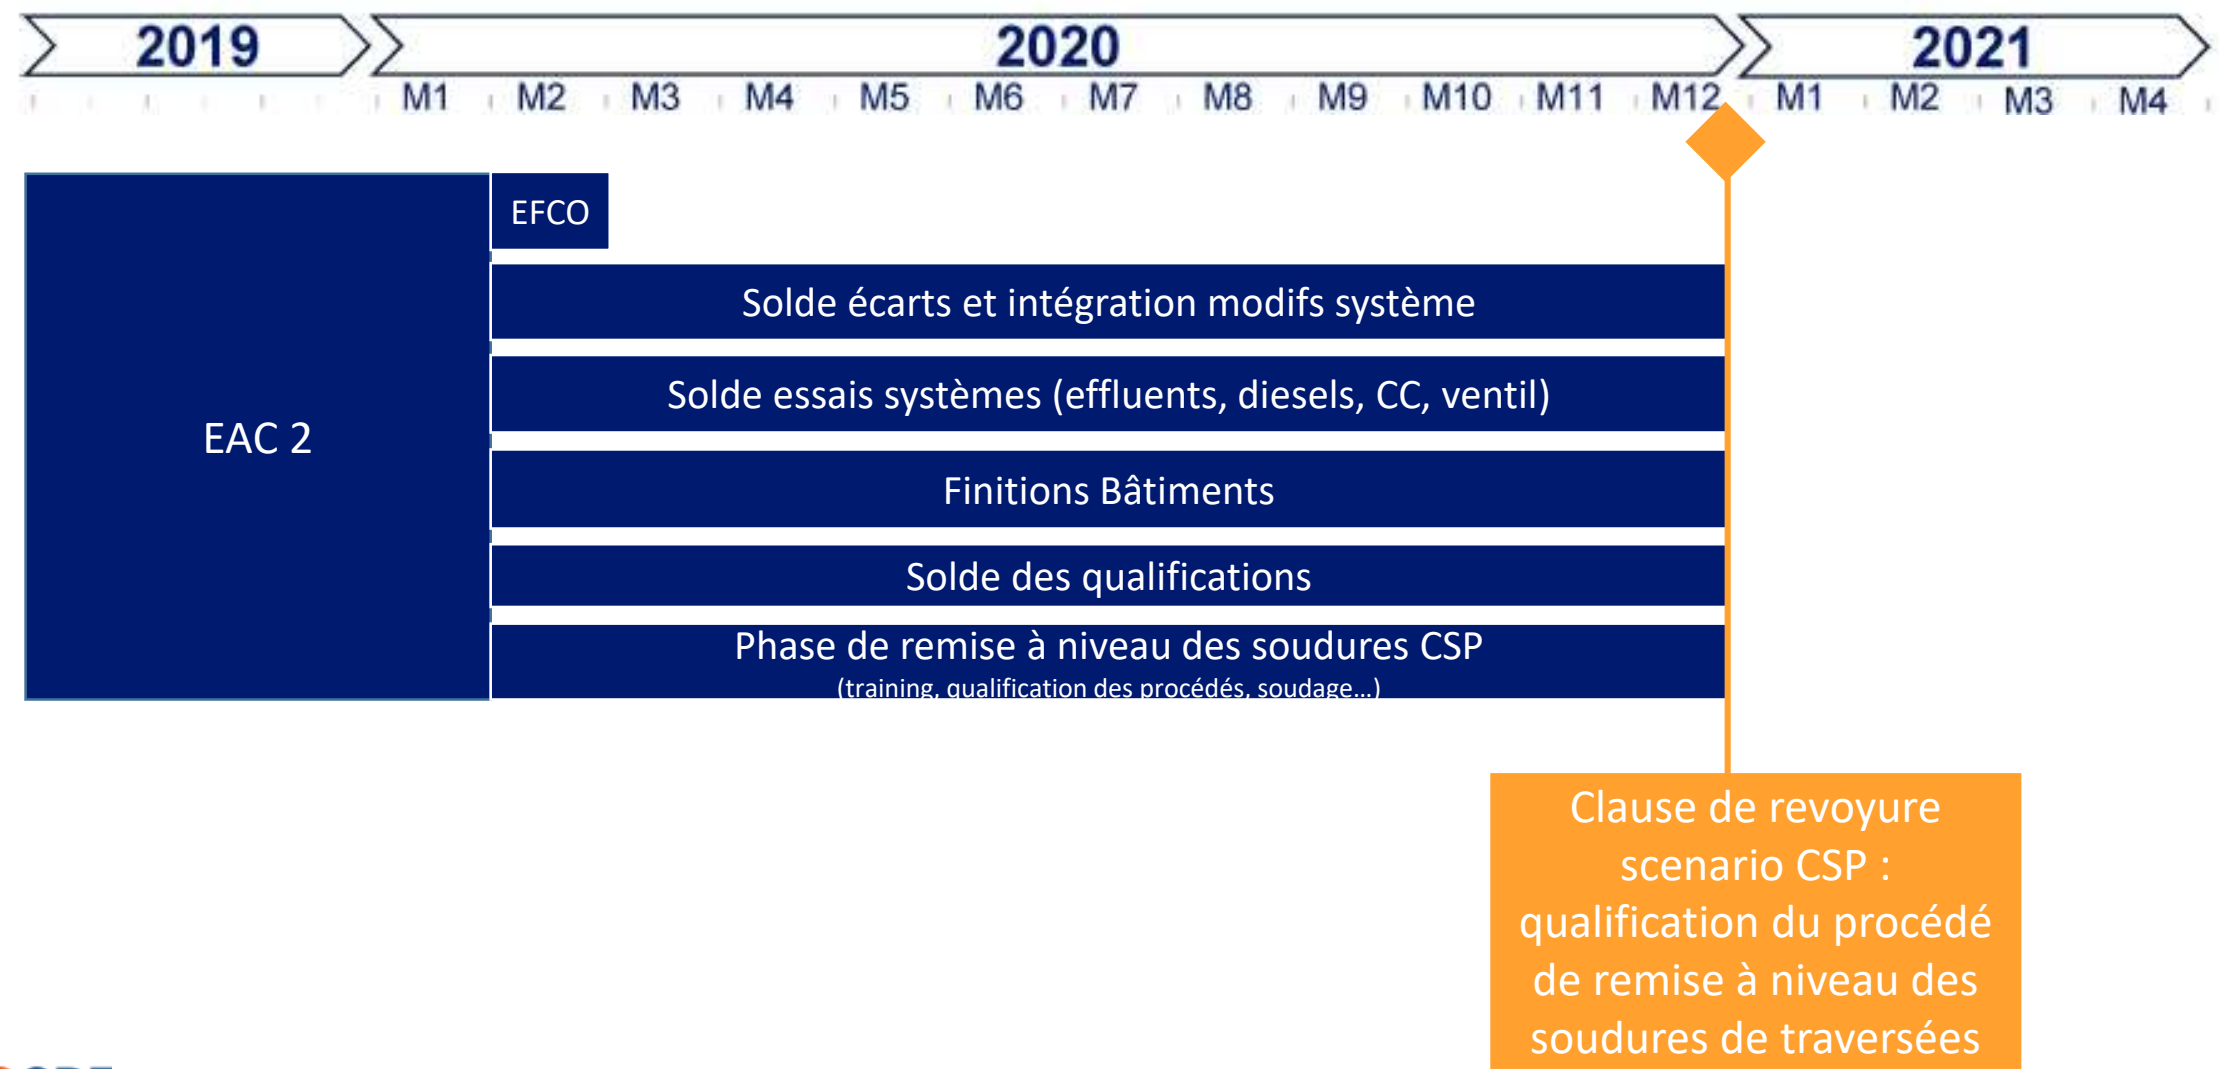 2019 2020 2021
M1 M2 M3 M4 M5 M6 M7 M8 M9 M10 M11 M12 M1 M2 M3 M4
EFCO
Solde écarts et intégration modifs système
Solde essais systèmes (effluents, diesels, CC, ventil)
EAC 2
Finitions Bâtiments
Solde des qualifications
Phase de remise à niveau des soudures CSP
(training, qualification des procédés, soudage...)
Clause de revoyure
scenario CSP :
qualification du procédé
de remise à niveau des
soudures de traversées